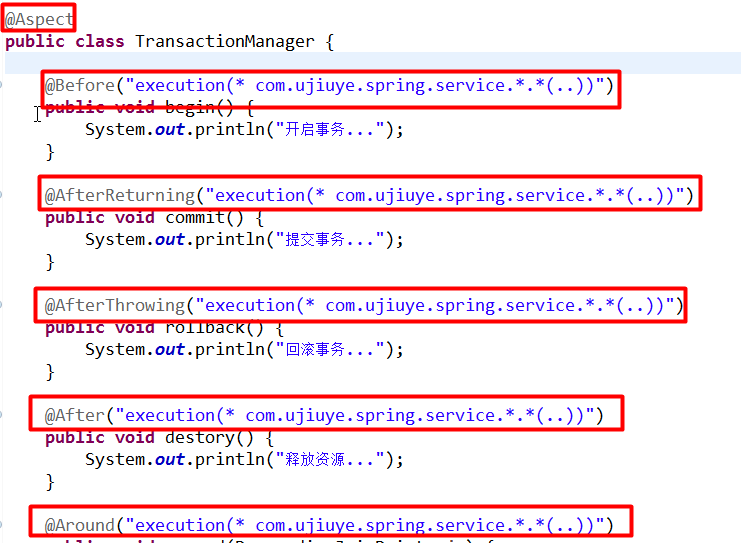 @Aspect
public class TransactionManager {
@Before("execution(* com.ujiuye.spring.service.*.*(..))")
public void begin() {
System.out.println("开启事务...");
}
@AfterReturning("execution(* com.ujiuye.spring.service.*.*(..))")
public void commit() {
System.out.println("提交事务...");
}
@AfterThrowing("execution(* com.ujiuye.spring.service.*.*(..))")
public void rollback() {
System.out.println("回滚事务...");
}
@After("execution(* com.ujiuye.spring.service.*.*(..))")
public void destory() {
System.out.println("释放资源...");
}
@Around("execution(* com.ujiuye.spring.service.*.*(..))")